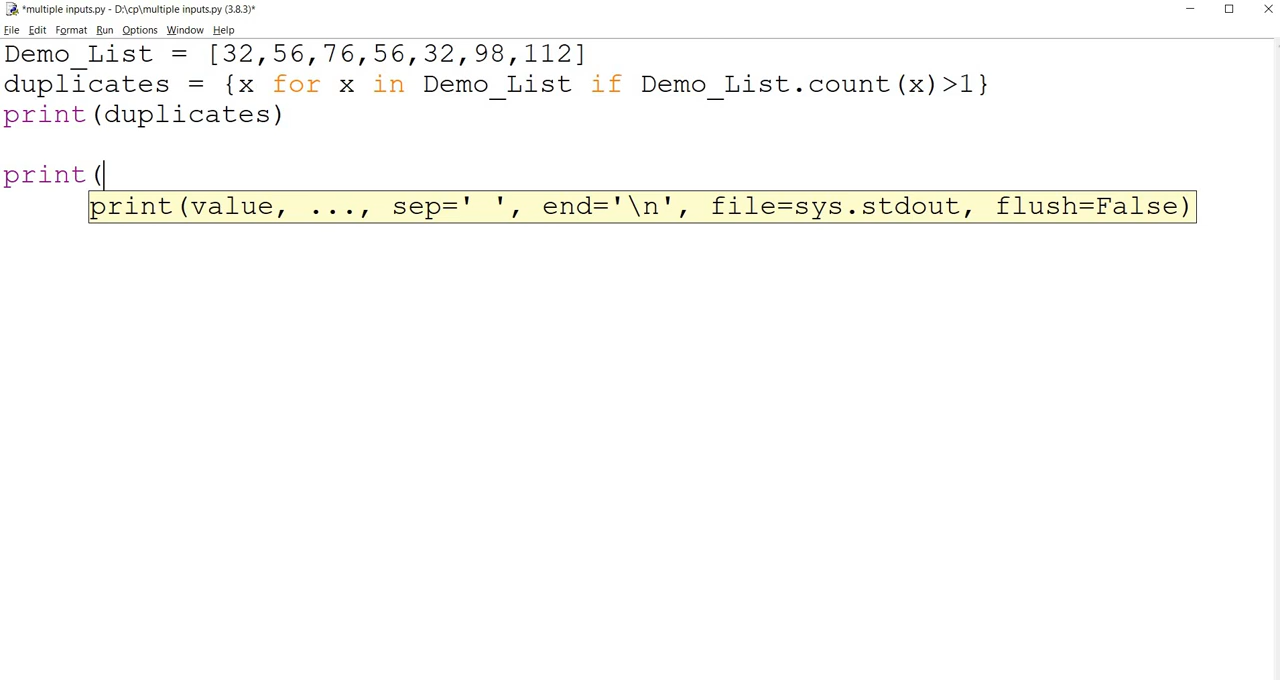 *multiple inputs.py - D:\cp\multiple inputs.py (3.8.3)*
File Edit Format Run Options Window Help
Demo_List = [32,56,76,56,32,98,112]
duplicates = {x for x in Demo_List if Demo_List.count(x)>1}
print(duplicates)
print(
print(value, ..., sep=' ', end='\n', file=sys.stdout, flush=False)